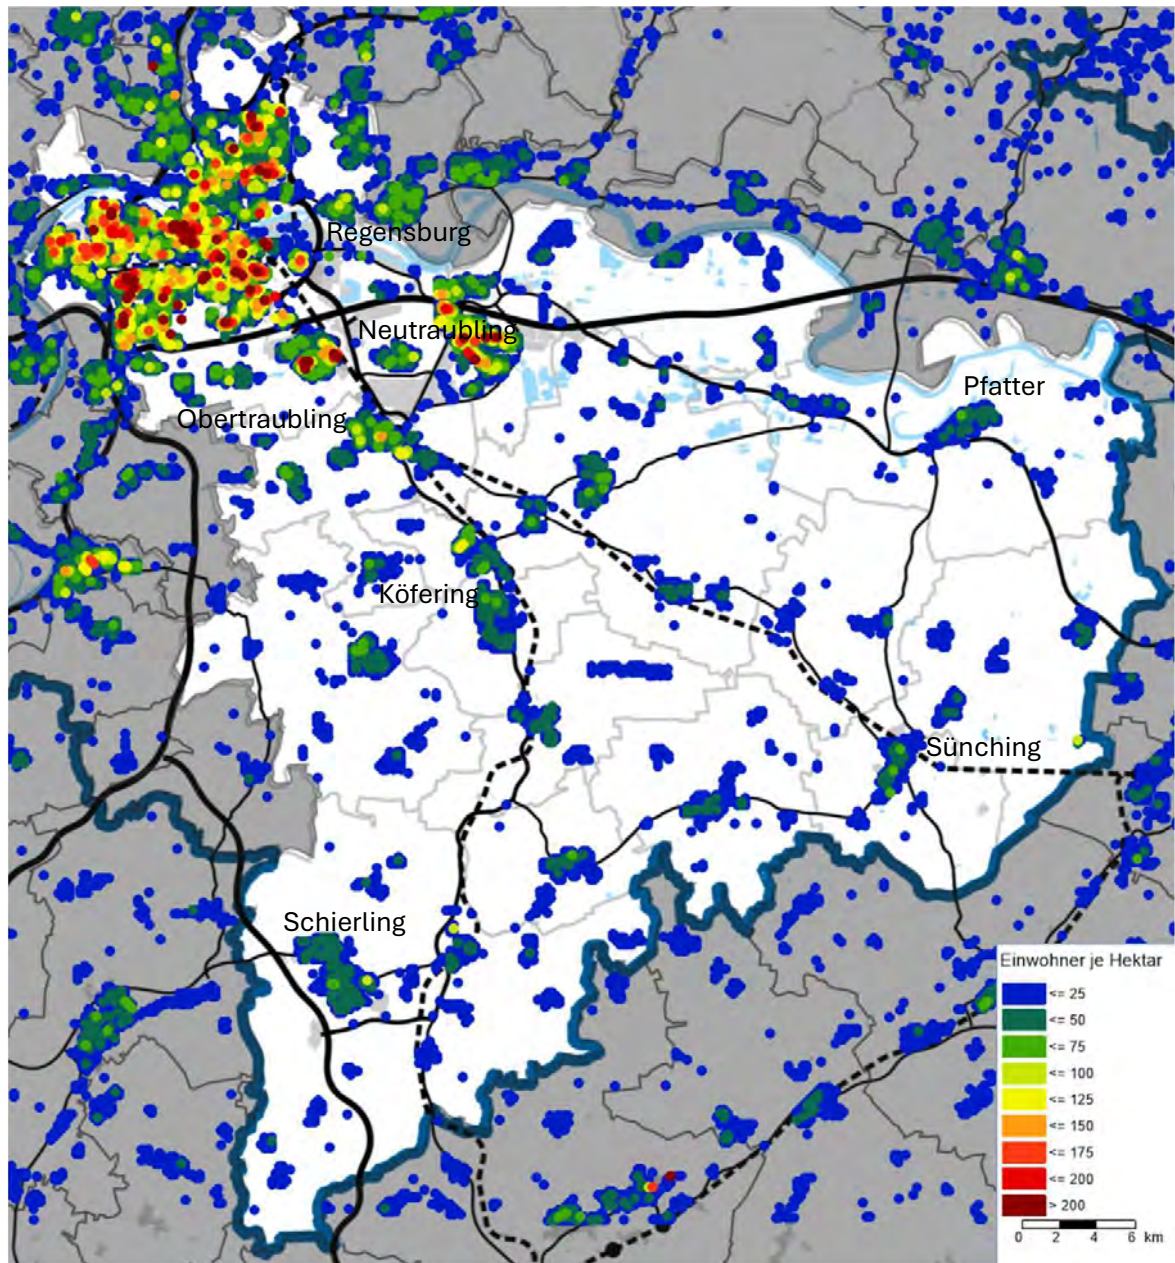 Regensburg
Neutraubling
Pfatter
Obertraubling
Köfering
Sünching
Schierling
Einwohner je Hektar
<= 25
<= 50
<= 75
<= 100
<= 125
<= 150
<= 175
<= 200
> 200
0 2 4 6 km